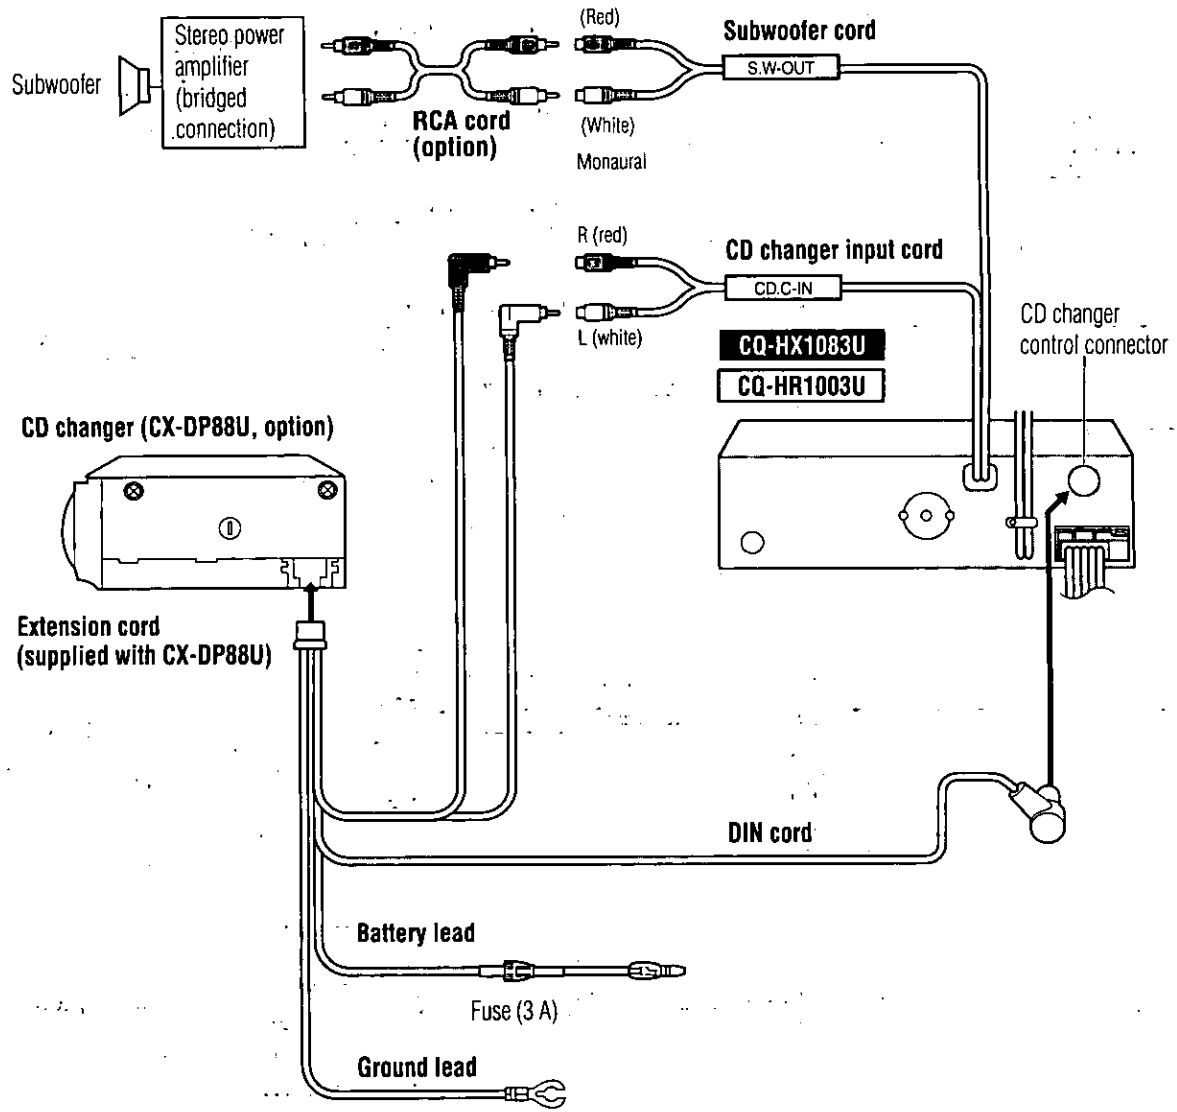 (Red)
Subwoofer cord
Stereo power
amplifier
(bridged
connection)
Subwoofer
S.W-OUT
RCA cord
(option)
(White)
Monaural
R (red)
CD changer input cord
CD.C-IN
L (white)
CD changer
control connector
CQ-HX1083U
CQ-HR1003U
CD changer (CX-DP88U, option)
Extension cord
(supplied with CX-DP88U)
DIN cord
Battery lead
Fuse (3 A)
Ground lead